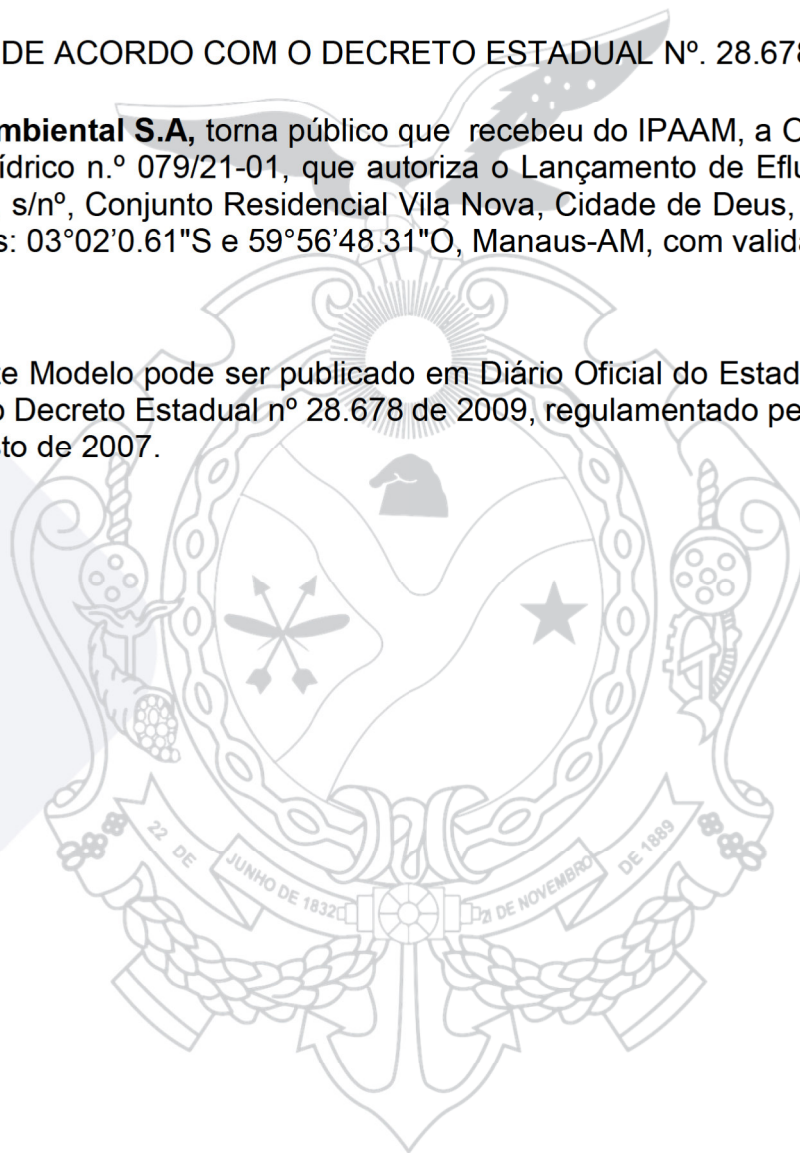 DE ACORDO COM O DECRETO ESTADUAL Nº. 28.678
mbiental S.A, torna público que recebeu do IPAAM, a O
ídrico n.º 079/21-01, que autoriza o Lançamento de Eflu
s/nº, Conjunto Residencial Vila Nova, Cidade de Deus,
s: 03°02’0.61"S e 59°56’48.31"O, Manaus-AM, com valida
te Modelo pode ser publicado em Diário Oficial do Estad
o Decreto Estadual nº 28.678 de 2009, regulamentado pe
sto de 2007.
22 DE JUNHO DE 1832
21 DE NOVEMBRO DE 1889